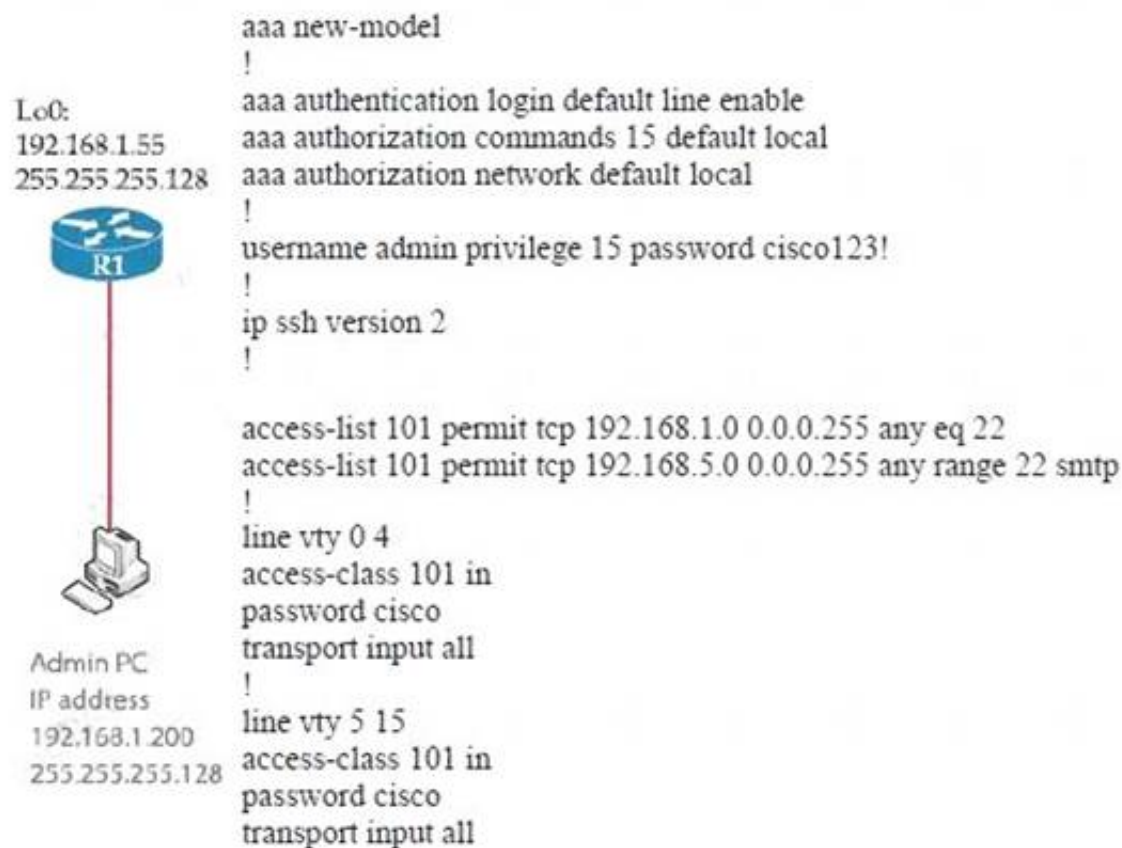 aaa new-model
!
Lo0:
192.168.1.55
255.255 255.128
R1
aaa authentication login default line enable
aaa authorization commands 15 default local
aaa authorization network default local
!
username admin privilege 15 password cisco123!
!
ip ssh version 2
!
access-list 101 permit tcp 192.168.1.0 0.0.0.255 any eq 22
access-list 101 permit tcp 192.168.5.0 0.0.0.255 any range 22 smtp
!
line vty 0 4
access-class 101 in
password cisco
transport input all
!
line vty 5 15
access-class 101 in
password cisco
transport input all
Admin PC
IP address
192.168.1.200
255.255.255.128